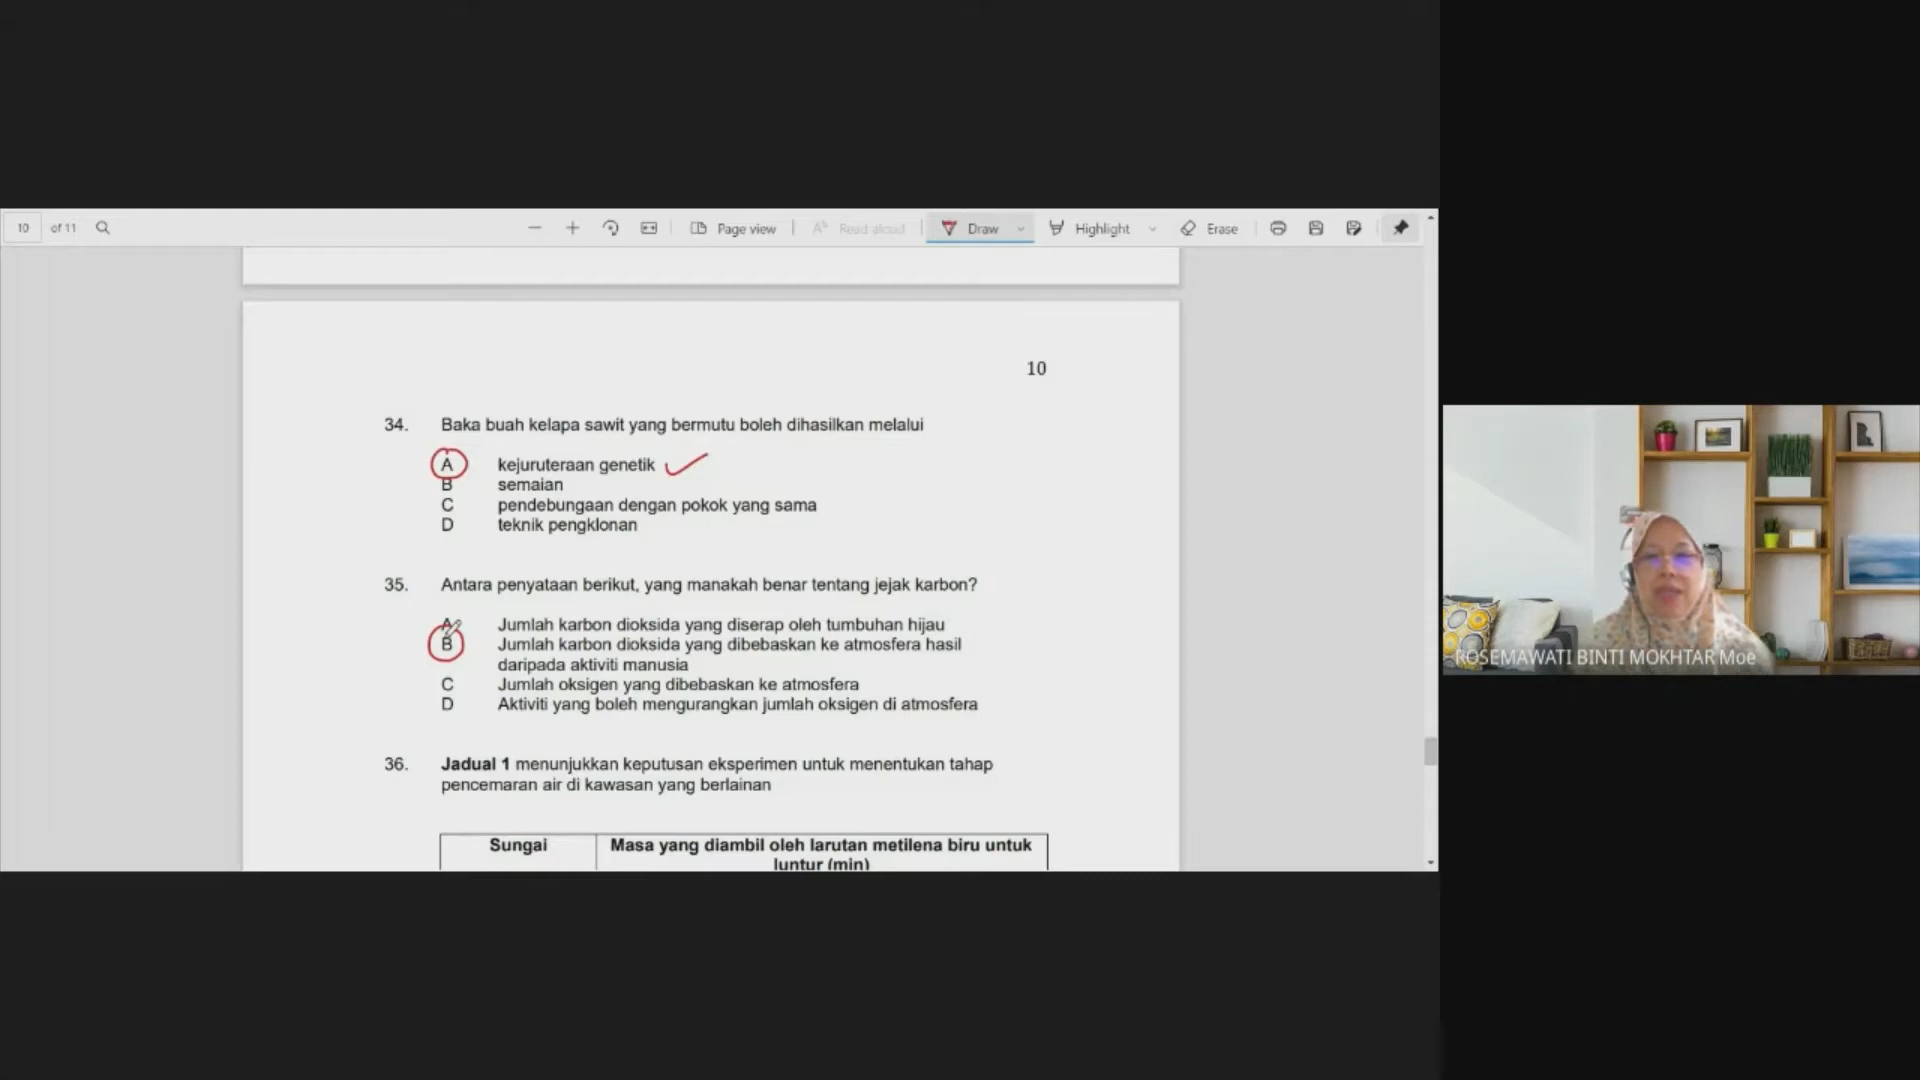 10 of 11 Page view Read aloud Draw Highlight Erase
10
34. Baka buah kelapa sawit yang bermutu boleh dihasilkan melalui
A kejuruteraan genetik
B semaian
C pendebungaan dengan pokok yang sama
D teknik pengklonan
35. Antara penyataan berikut, yang manakah benar tentang jejak karbon?
A Jumlah karbon dioksida yang diserap oleh tumbuhan hijau
B Jumlah karbon dioksida yang dibebaskan ke atmosfera hasil
daripada aktiviti manusia
C Jumlah oksigen yang dibebaskan ke atmosfera
D Aktiviti yang boleh mengurangkan jumlah oksigen di atmosfera
36. Jadual 1 menunjukkan keputusan eksperimen untuk menentukan tahap
pencemaran air di kawasan yang berlainan
Sungai Masa yang diambil oleh larutan metilena biru untuk
luntur (min)
ROSEMAWATI BINTI MOKHTAR Moe